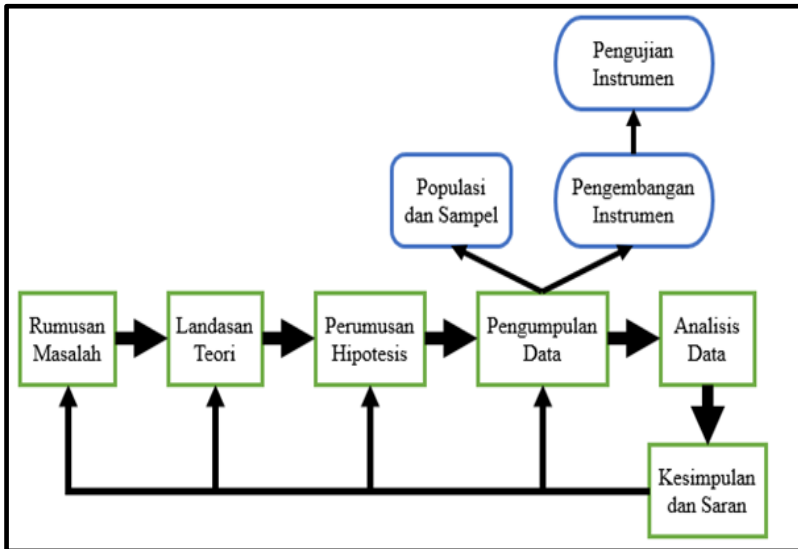 Pengujian
Instrumen
Populasi
dan Sampel
Pengembangan
Instrumen
Rumusan
Masalah
Landasan
Teori
Perumusan
Hipotesis
Pengumpulan
Data
Analisis
Data
Kesimpulan
dan Saran